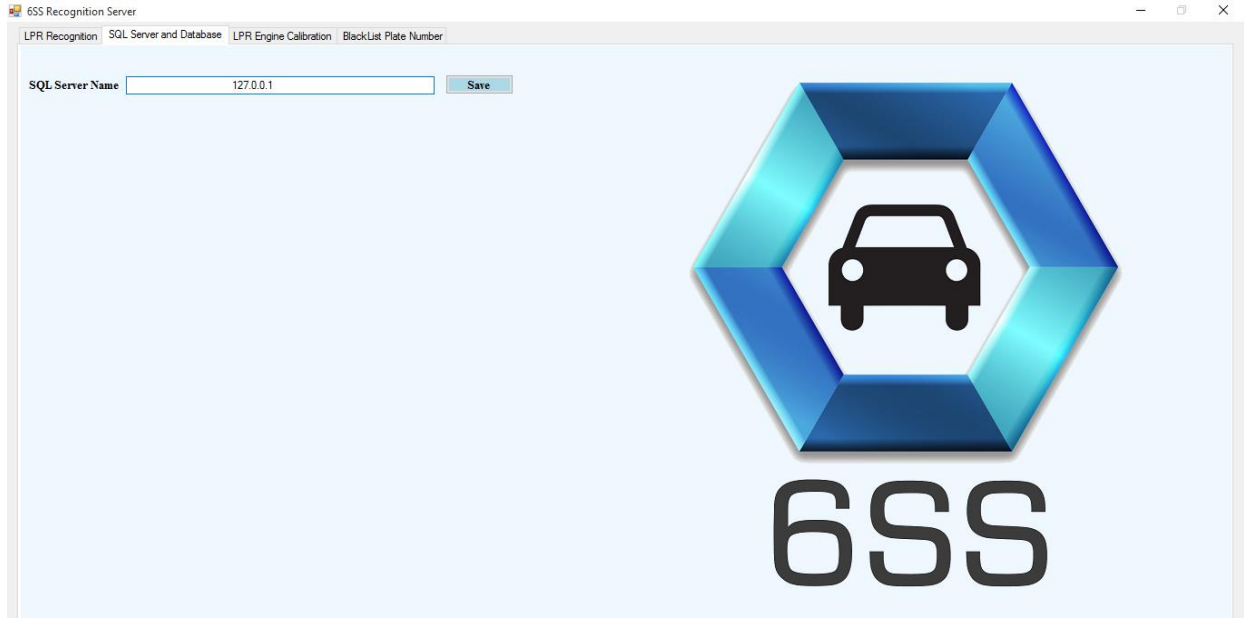 6SS Recognition Server
LPR Recognition SQL Server and Database LPR Engine Calibration BlackList Plate Number
SQL Server Name 127.0.0.1 Save
6SS